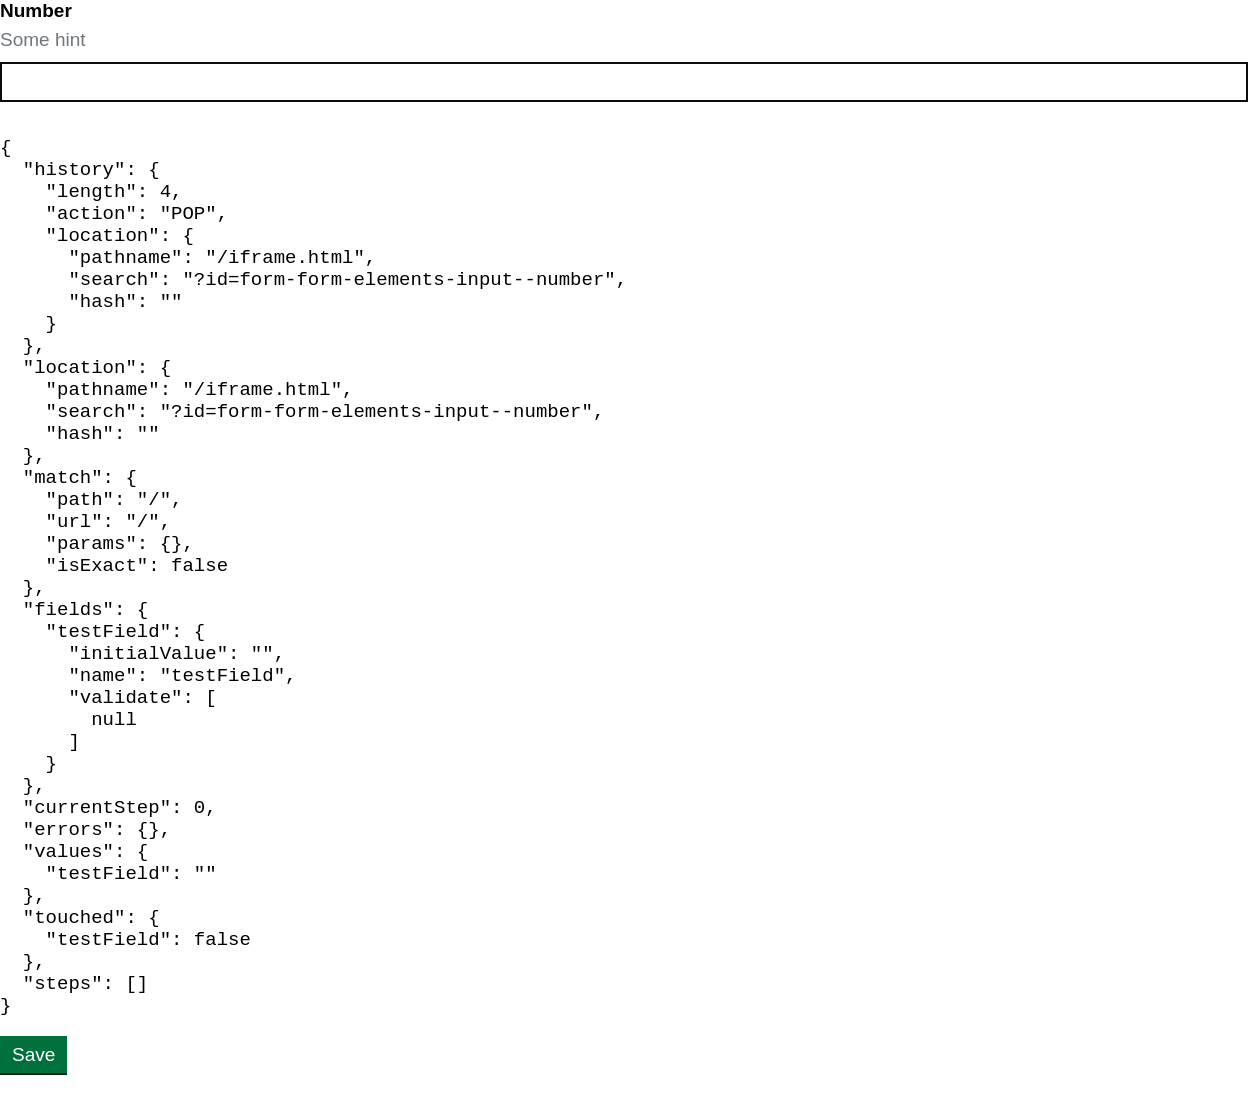 Number
Some hint
{
  "history": {
    "length": 4,
    "action": "POP",
    "location": {
      "pathname": "/iframe.html",
      "search": "?id=form-form-elements-input--number",
      "hash": ""
    }
  },
  "location": {
    "pathname": "/iframe.html",
    "search": "?id=form-form-elements-input--number",
    "hash": ""
  },
  "match": {
    "path": "/",
    "url": "/",
    "params": {},
    "isExact": false
  },
  "fields": {
    "testField": {
      "initialValue": "",
      "name": "testField",
      "validate": [
        null
      ]
    }
  },
  "currentStep": 0,
  "errors": {},
  "values": {
    "testField": ""
  },
  "touched": {
    "testField": false
  },
  "steps": []
}
Save